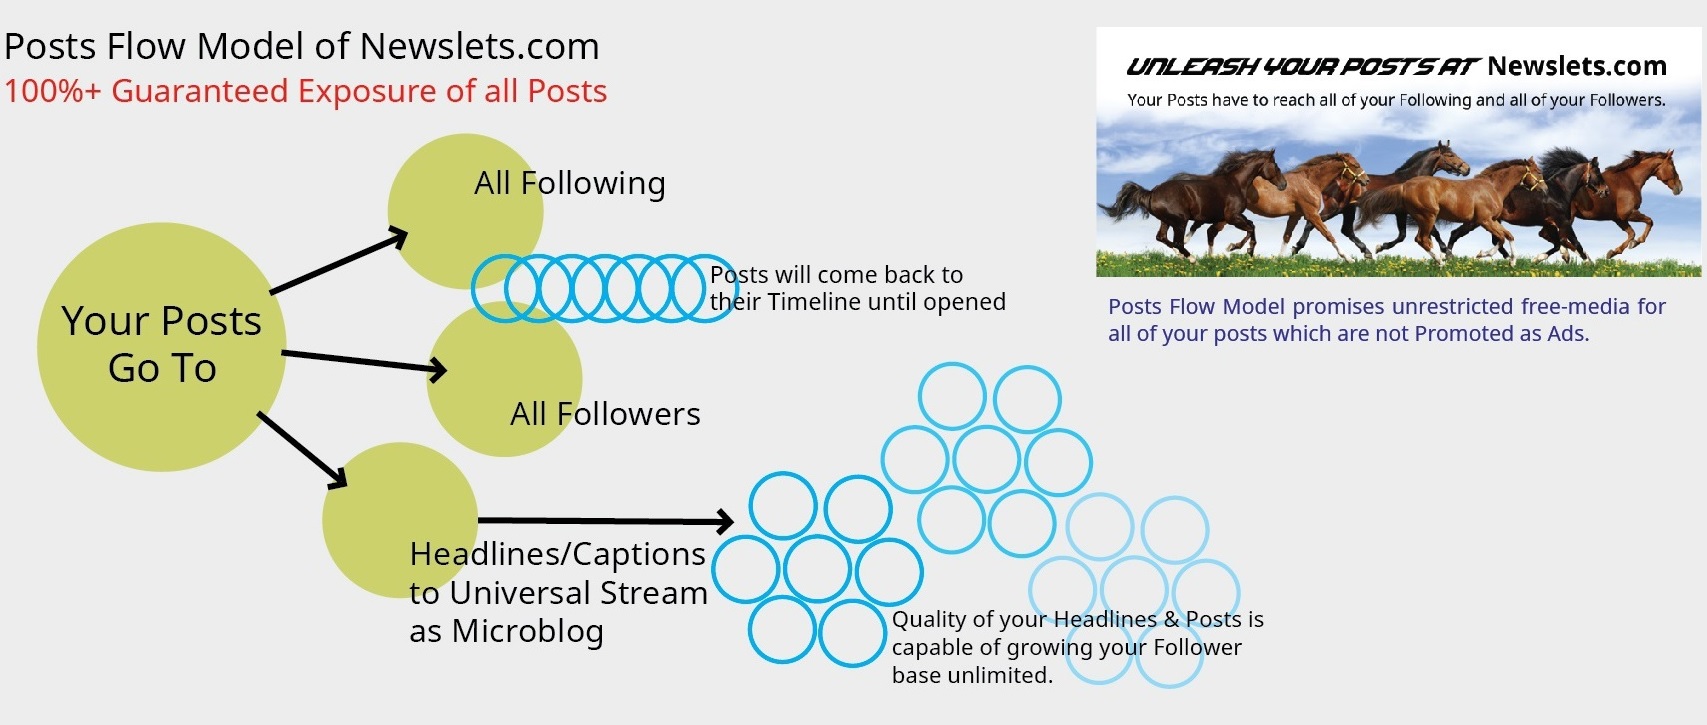 Posts Flow Model of Newslets.com
100%+ Guaranteed Exposure of all Posts
UNLEASH YOUR POSTS AT Newslets.com
Your Posts have to reach all of your Following and all of your Followers.
Posts Flow Model promises unrestricted free-media for
all of your posts which are not Promoted as Ads.
Your Posts
Go To
All Following
Posts will come back to
their Timeline until opened
All Followers
Headlines/Captions
to Universal Stream
as Microblog
Quality of your Headlines & Posts is
capable of growing your Follower
base unlimited.